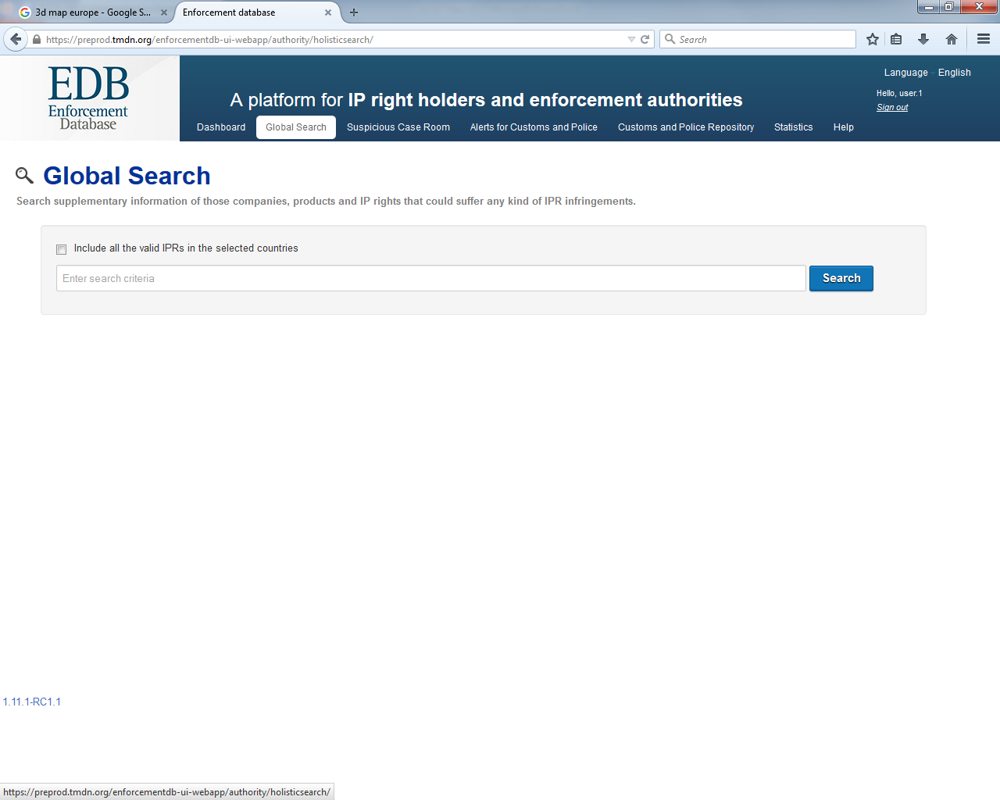 3d map europe - Google S...
Enforcement database
https://preprod.tmdn.org/enforcementdb-ui-webapp/authority/holisticsearch/
Search
EDB
Enforcement
Database
Language English
A platform for IP right holders and enforcement authorities
Hello, user.1
Sign out
Dashboard Global Search Suspicious Case Room Alerts for Customs and Police Customs and Police Repository Statistics Help
Global Search
Search supplementary information of those companies, products and IP rights that could suffer any kind of IPR infringements.
Include all the valid IPRs in the selected countries
Enter search criteria
Search
1.11.1-RC1.1
https://preprod.tmdn.org/enforcementdb-ui-webapp/authority/holisticsearch/